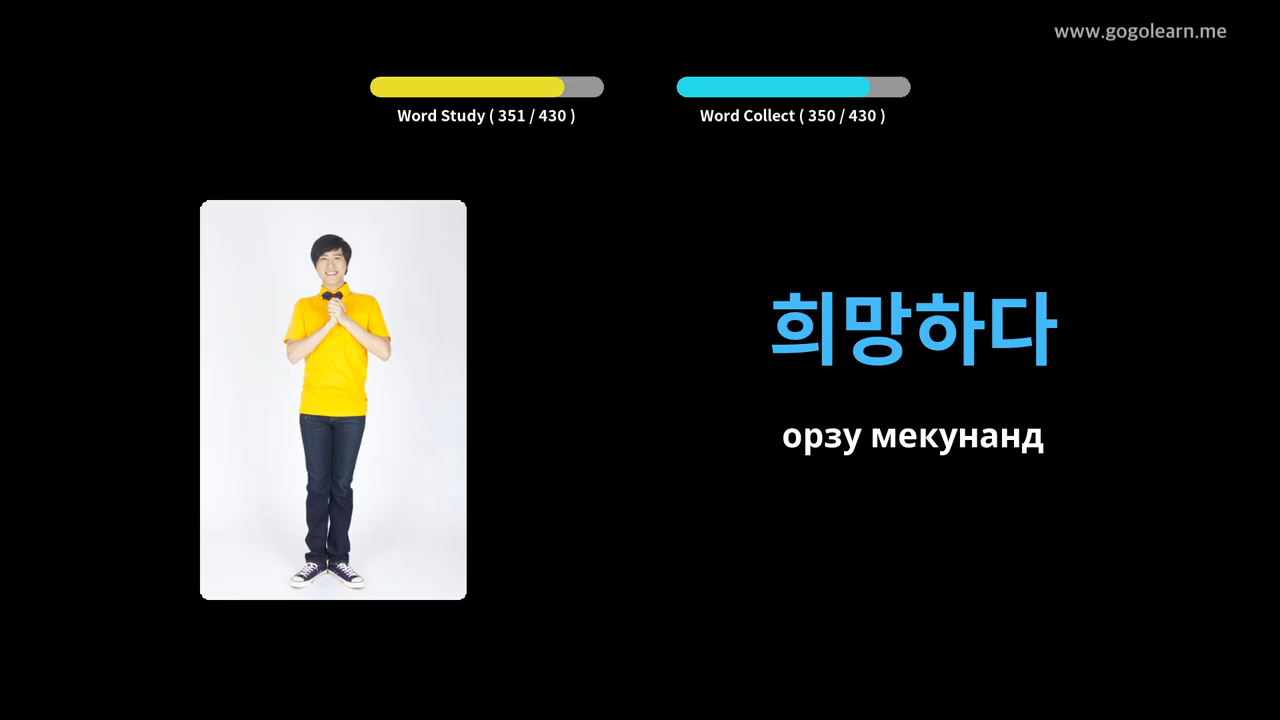 www.gogolearn.me
Word Study ( 351 / 430 )
Word Collect ( 350 / 430 )
희망하다
орзу мекунанд